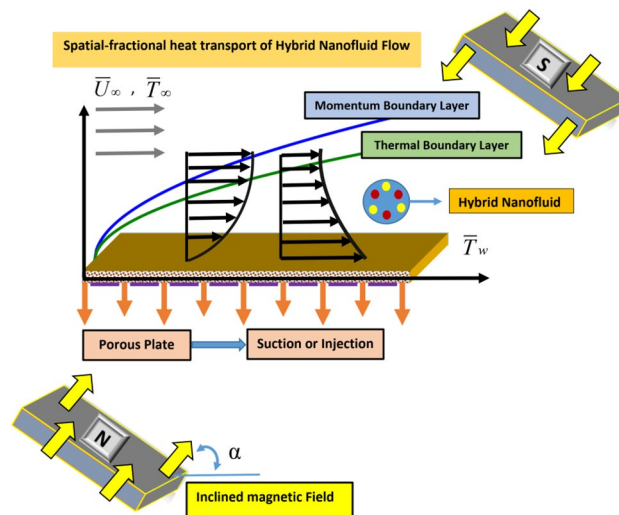 Spatial-fractional heat transport of Hybrid Nanofluid Flow
S
U̅∞ , T̅∞
Momentum Boundary Layer
Thermal Boundary Layer
Hybrid Nanofluid
T̅w
Porous Plate
Suction or Injection
N
α
Inclined magnetic Field